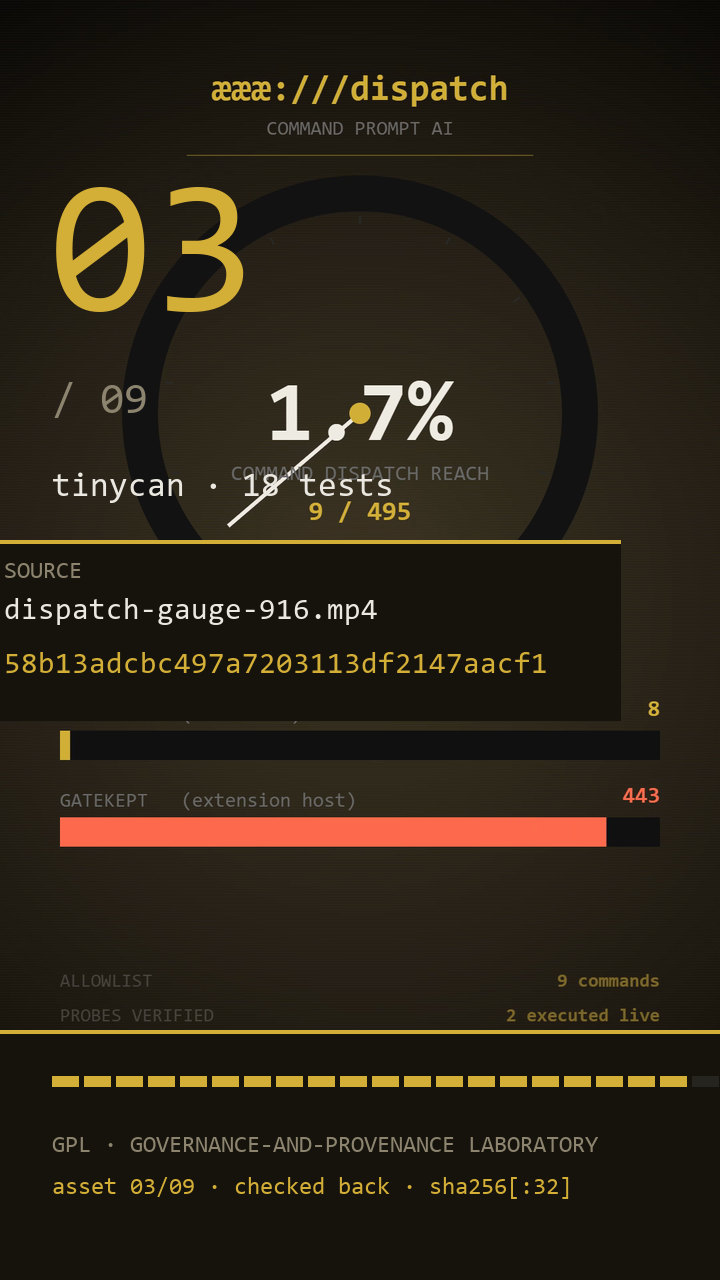 æææ:///dispatch
COMMAND PROMPT AI
03
/ 09
1.7%
COMMAND DISPATCH REACH
tinycan · 18 tests
9 / 495
SOURCE
dispatch-gauge-916.mp4
58b13adcbc497a7203113df2147aacf1
8
GATEKEPT (extension host)
443
ALLOWLIST
9 commands
PROBES VERIFIED
2 executed live
GPL · GOVERNANCE-AND-PROVENANCE LABORATORY
asset 03/09 · checked back · sha256[:32]